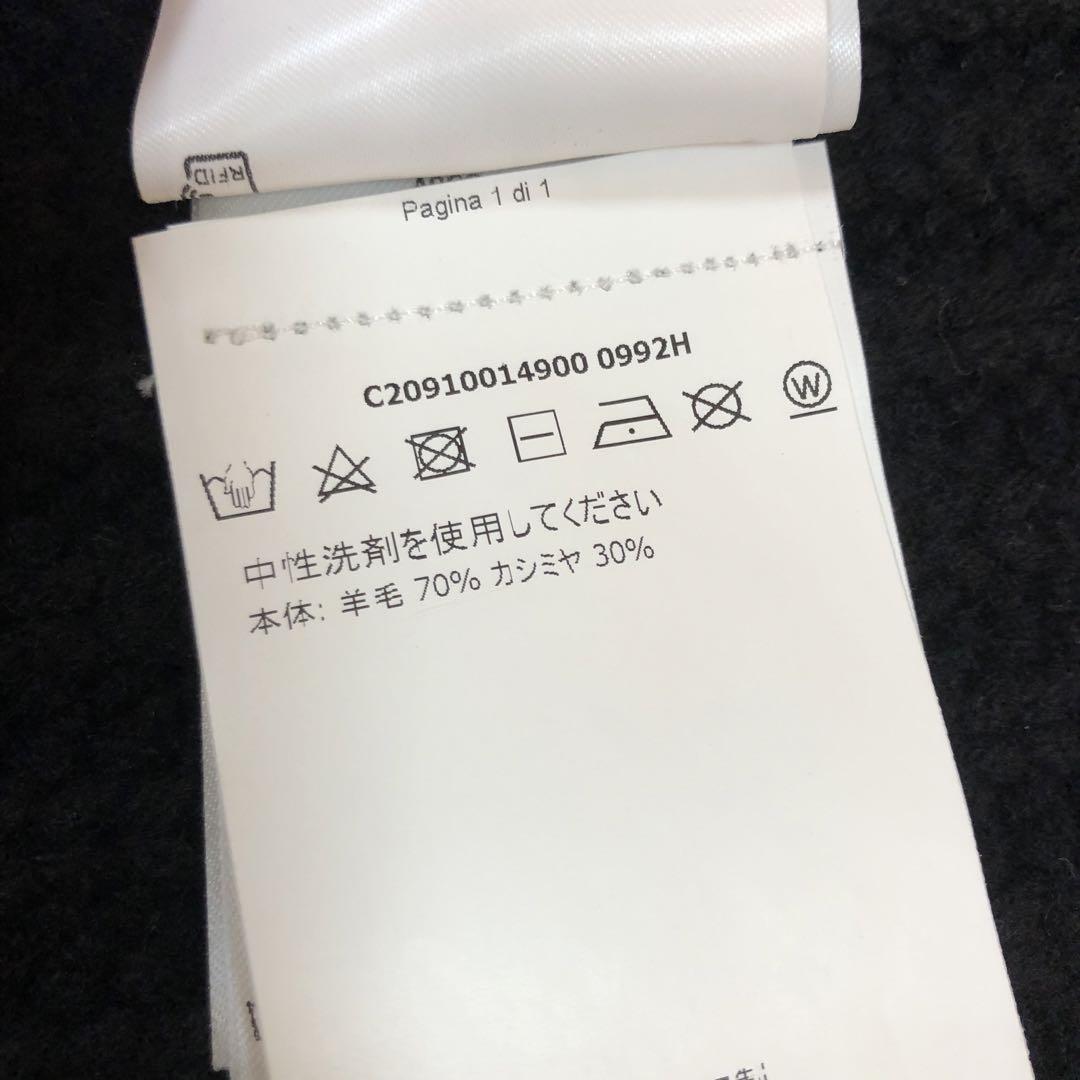 RFID
Pagina 1 di 1
C20910014900 0992H
W
中性洗剤を使用してください
本体: 羊毛 70% カシミヤ 30%